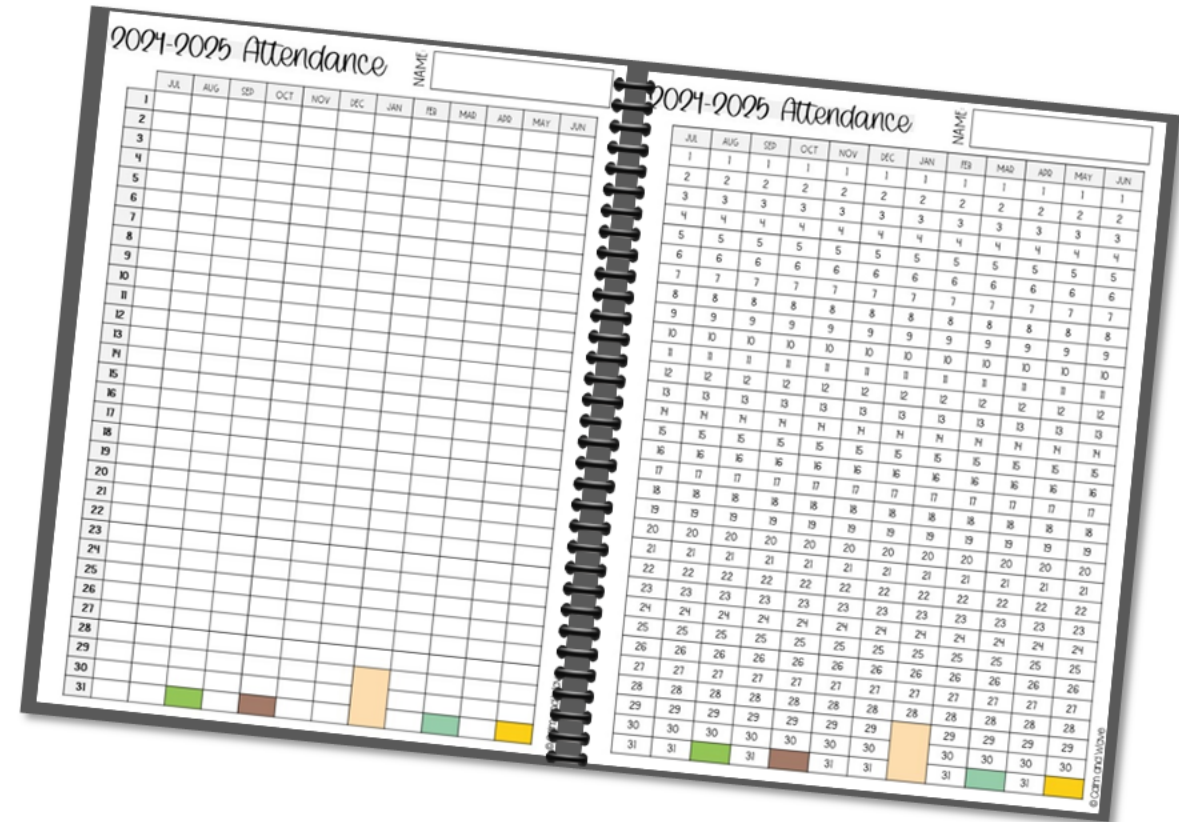 2024-2025 Attendance
NAME:
JUL AUG SEP OCT NOV DEC JAN FEB MAR APR MAY JUN
1
2
3
4
5
6
7
8
9
10
11
12
13
14
15
16
17
18
19
20
21
22
23
24
25
26
27
28
29
30
31
2024-2025 Attendance
NAME:
JUL AUG SEP OCT NOV DEC JAN FEB MAR APR MAY JUN
1 1 1 1 1 1 1 1 1 1 1 1
2 2 2 2 2 2 2 2 2 2 2 2
3 3 3 3 3 3 3 3 3 3 3 3
4 4 4 4 4 4 4 4 4 4 4 4
5 5 5 5 5 5 5 5 5 5 5 5
6 6 6 6 6 6 6 6 6 6 6 6
7 7 7 7 7 7 7 7 7 7 7 7
8 8 8 8 8 8 8 8 8 8 8 8
9 9 9 9 9 9 9 9 9 9 9 9
10 10 10 10 10 10 10 10 10 10 10 10
11 11 11 11 11 11 11 11 11 11 11 11
12 12 12 12 12 12 12 12 12 12 12 12
13 13 13 13 13 13 13 13 13 13 13 13
14 14 14 14 14 14 14 14 14 14 14 14
15 15 15 15 15 15 15 15 15 15 15 15
16 16 16 16 16 16 16 16 16 16 16 16
17 17 17 17 17 17 17 17 17 17 17 17
18 18 18 18 18 18 18 18 18 18 18 18
19 19 19 19 19 19 19 19 19 19 19 19
20 20 20 20 20 20 20 20 20 20 20 20
21 21 21 21 21 21 21 21 21 21 21 21
22 22 22 22 22 22 22 22 22 22 22 22
23 23 23 23 23 23 23 23 23 23 23 23
24 24 24 24 24 24 24 24 24 24 24 24
25 25 25 25 25 25 25 25 25 25 25 25
26 26 26 26 26 26 26 26 26 26 26 26
27 27 27 27 27 27 27 27 27 27 27 27
28 28 28 28 28 28 28 28 28 28 28 28
29 29 29 29 29 29 29 29 29 29 29
30 30 30 30 30 30 30 30 30 30 30
31 31 31 31 31 31 31
© Cam and Wave